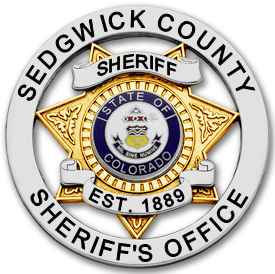 SEDGWICK COUNTY
SHERIFF
STATE OF
COLORADO
EST. 1889
SHERIFF'S OFFICE